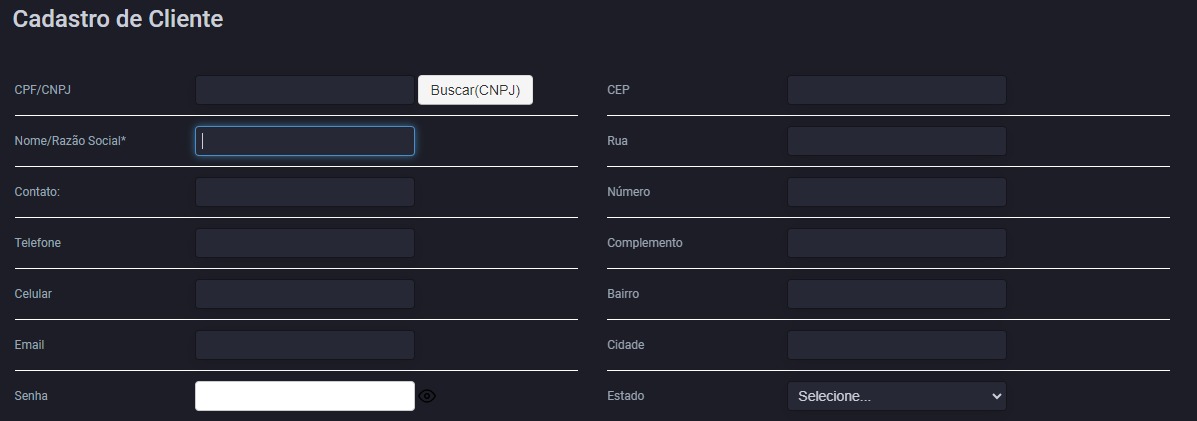 Cadastro de Cliente
CPF/CNPJ Buscar(CNPJ)
Nome/Razão Social*
Contato:
Telefone
Celular
Email
Senha
CEP
Rua
Número
Complemento
Bairro
Cidade
Estado Selecione...